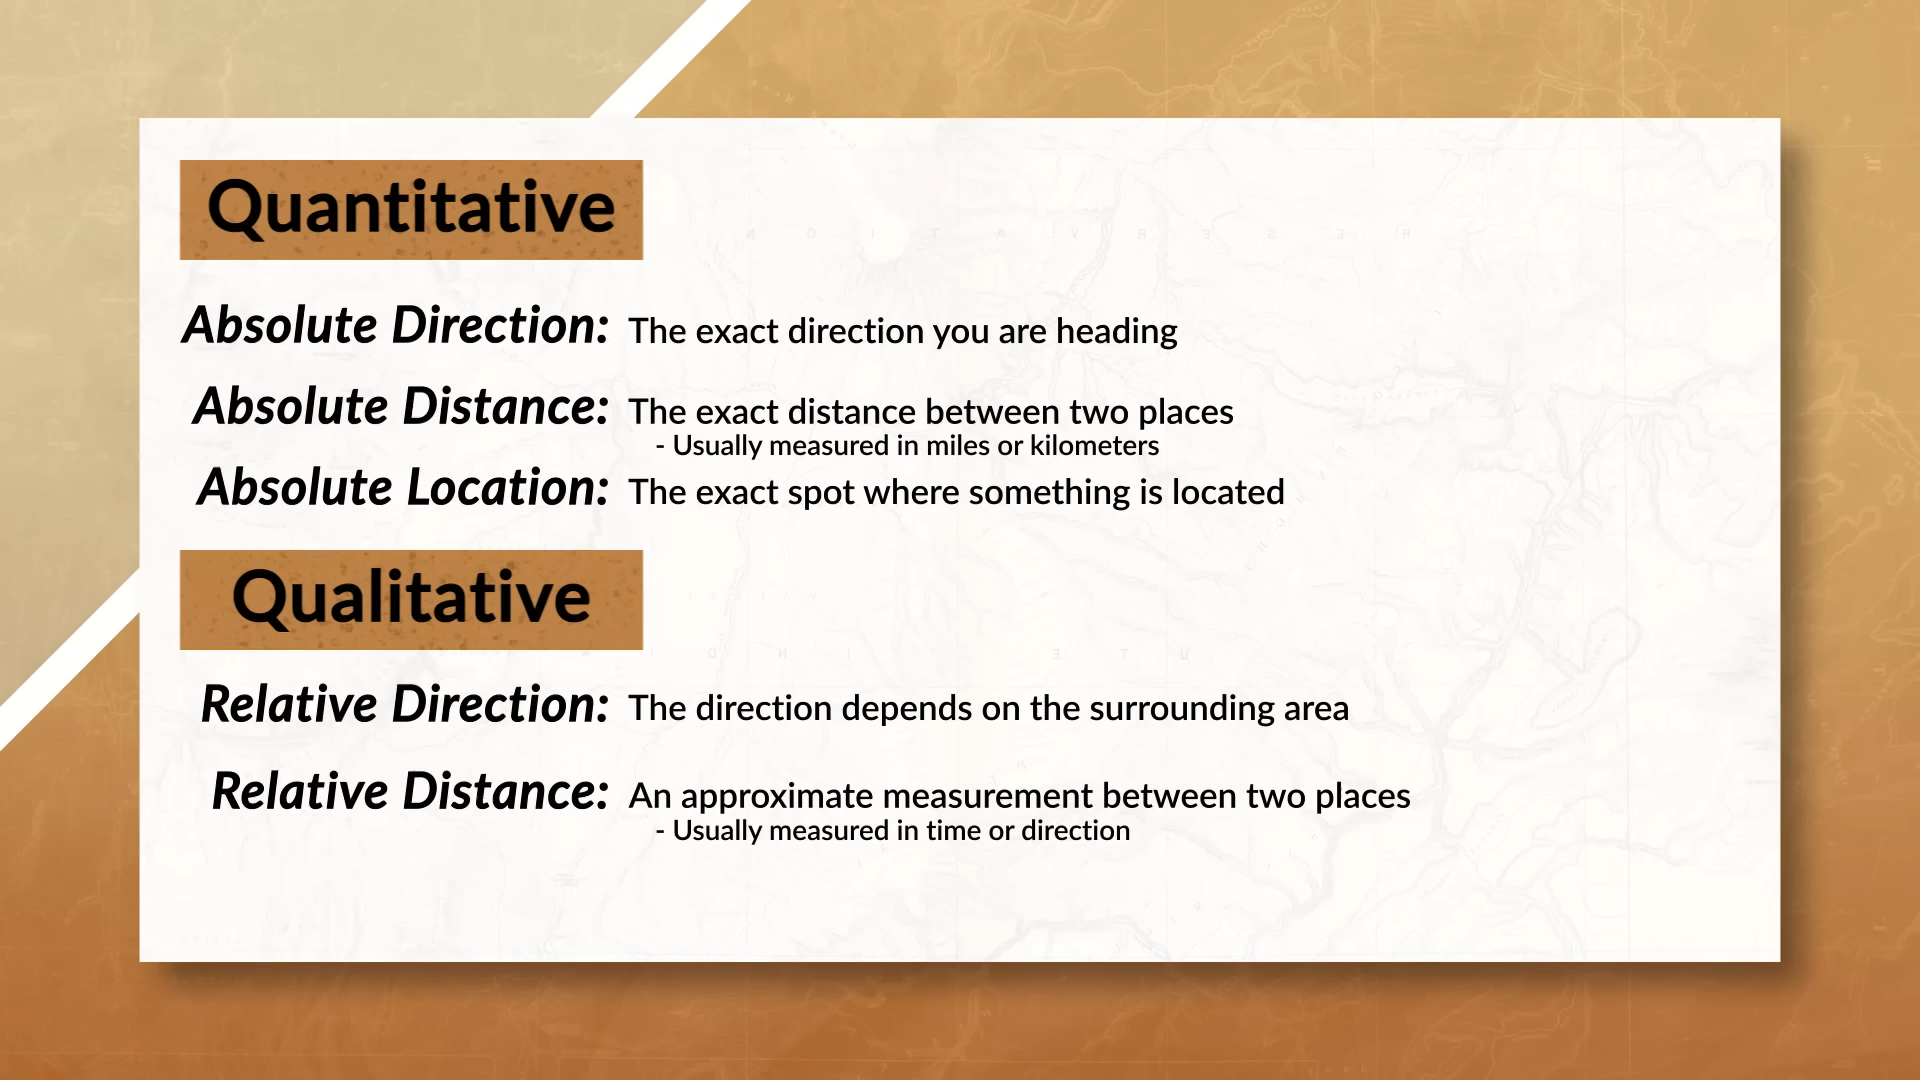 Quantitative
Absolute Direction: The exact direction you are heading
Absolute Distance: The exact distance between two places
- Usually measured in miles or kilometers
Absolute Location: The exact spot where something is located
Qualitative
Relative Direction: The direction depends on the surrounding area
Relative Distance: An approximate measurement between two places
- Usually measured in time or direction